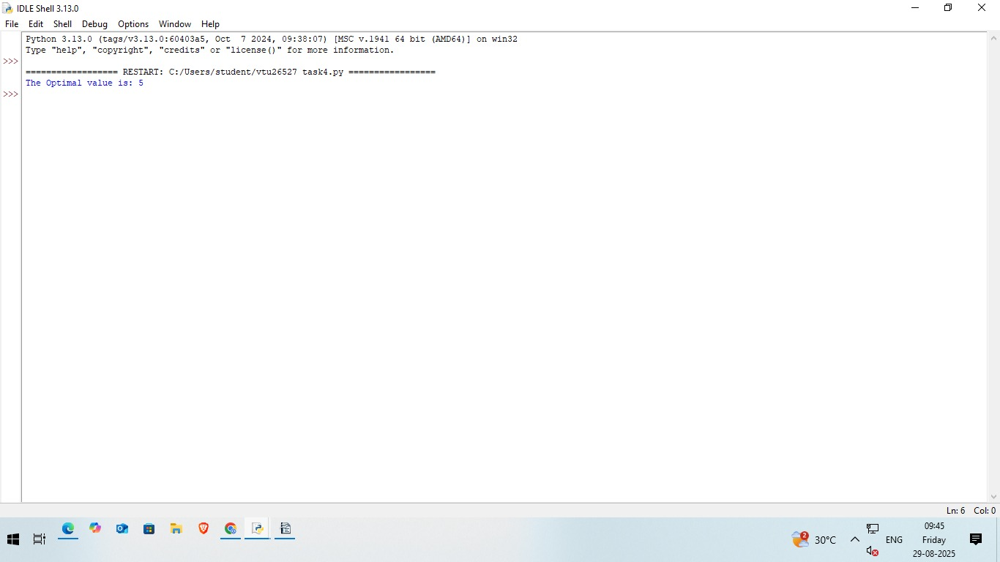 IDLE Shell 3.13.0
File Edit Shell Debug Options Window Help
Python 3.13.0 (tags/v3.13.0:60403a5, Oct  7 2024, 09:38:07) [MSC v.1941 64 bit (AMD64)] on win32
Type "help", "copyright", "credits" or "license()" for more information.
>>>
================== RESTART: C:/Users/student/vtu26527 task4.py =================
The Optimal value is: 5
>>>
Ln: 6 Col: 0
2
30°C
ENG
09:45
Friday
29-08-2025